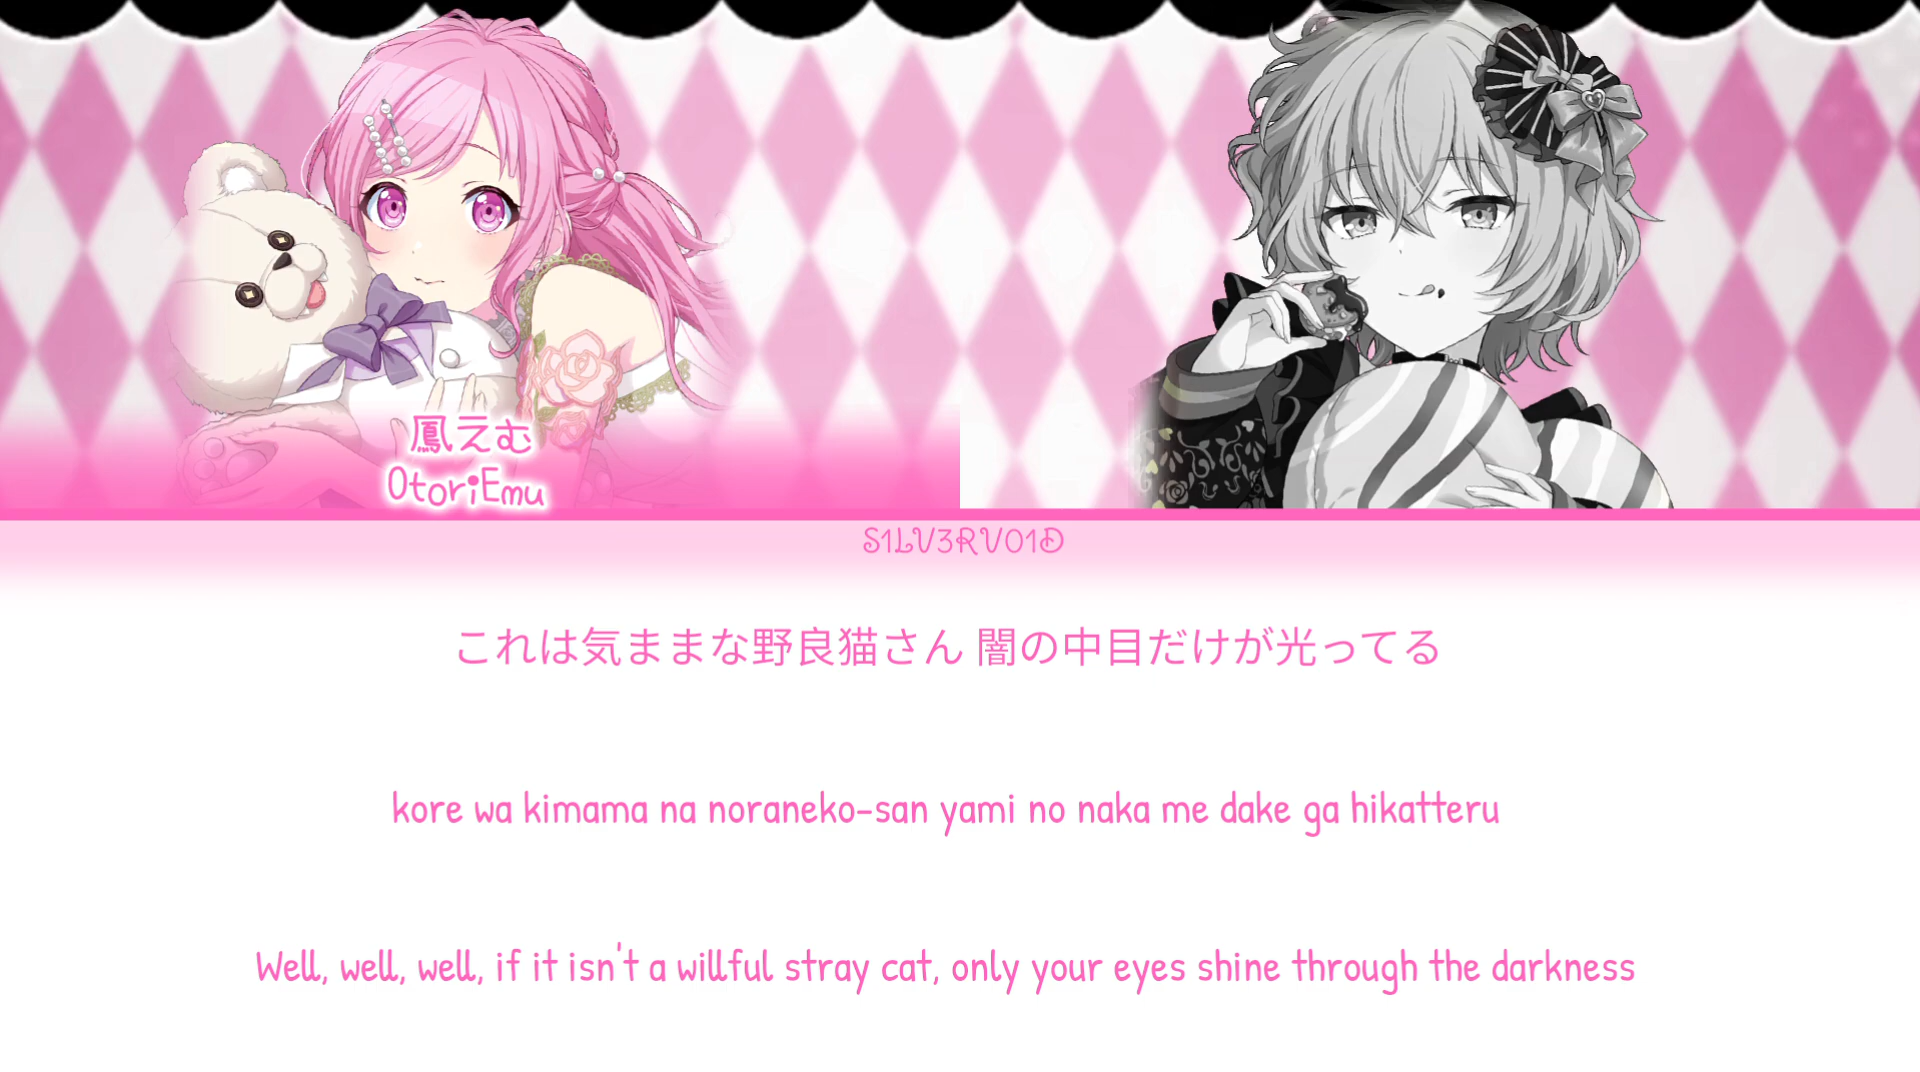 鳳えむ
OtoriEmu
S1LV3RV01D
これは気ままな野良猫さん 闇の中目だけが光ってる
kore wa kimama na noraneko-san yami no naka me dake ga hikatteru
Well, well, well, if it isn't a willful stray cat, only your eyes shine through the darkness